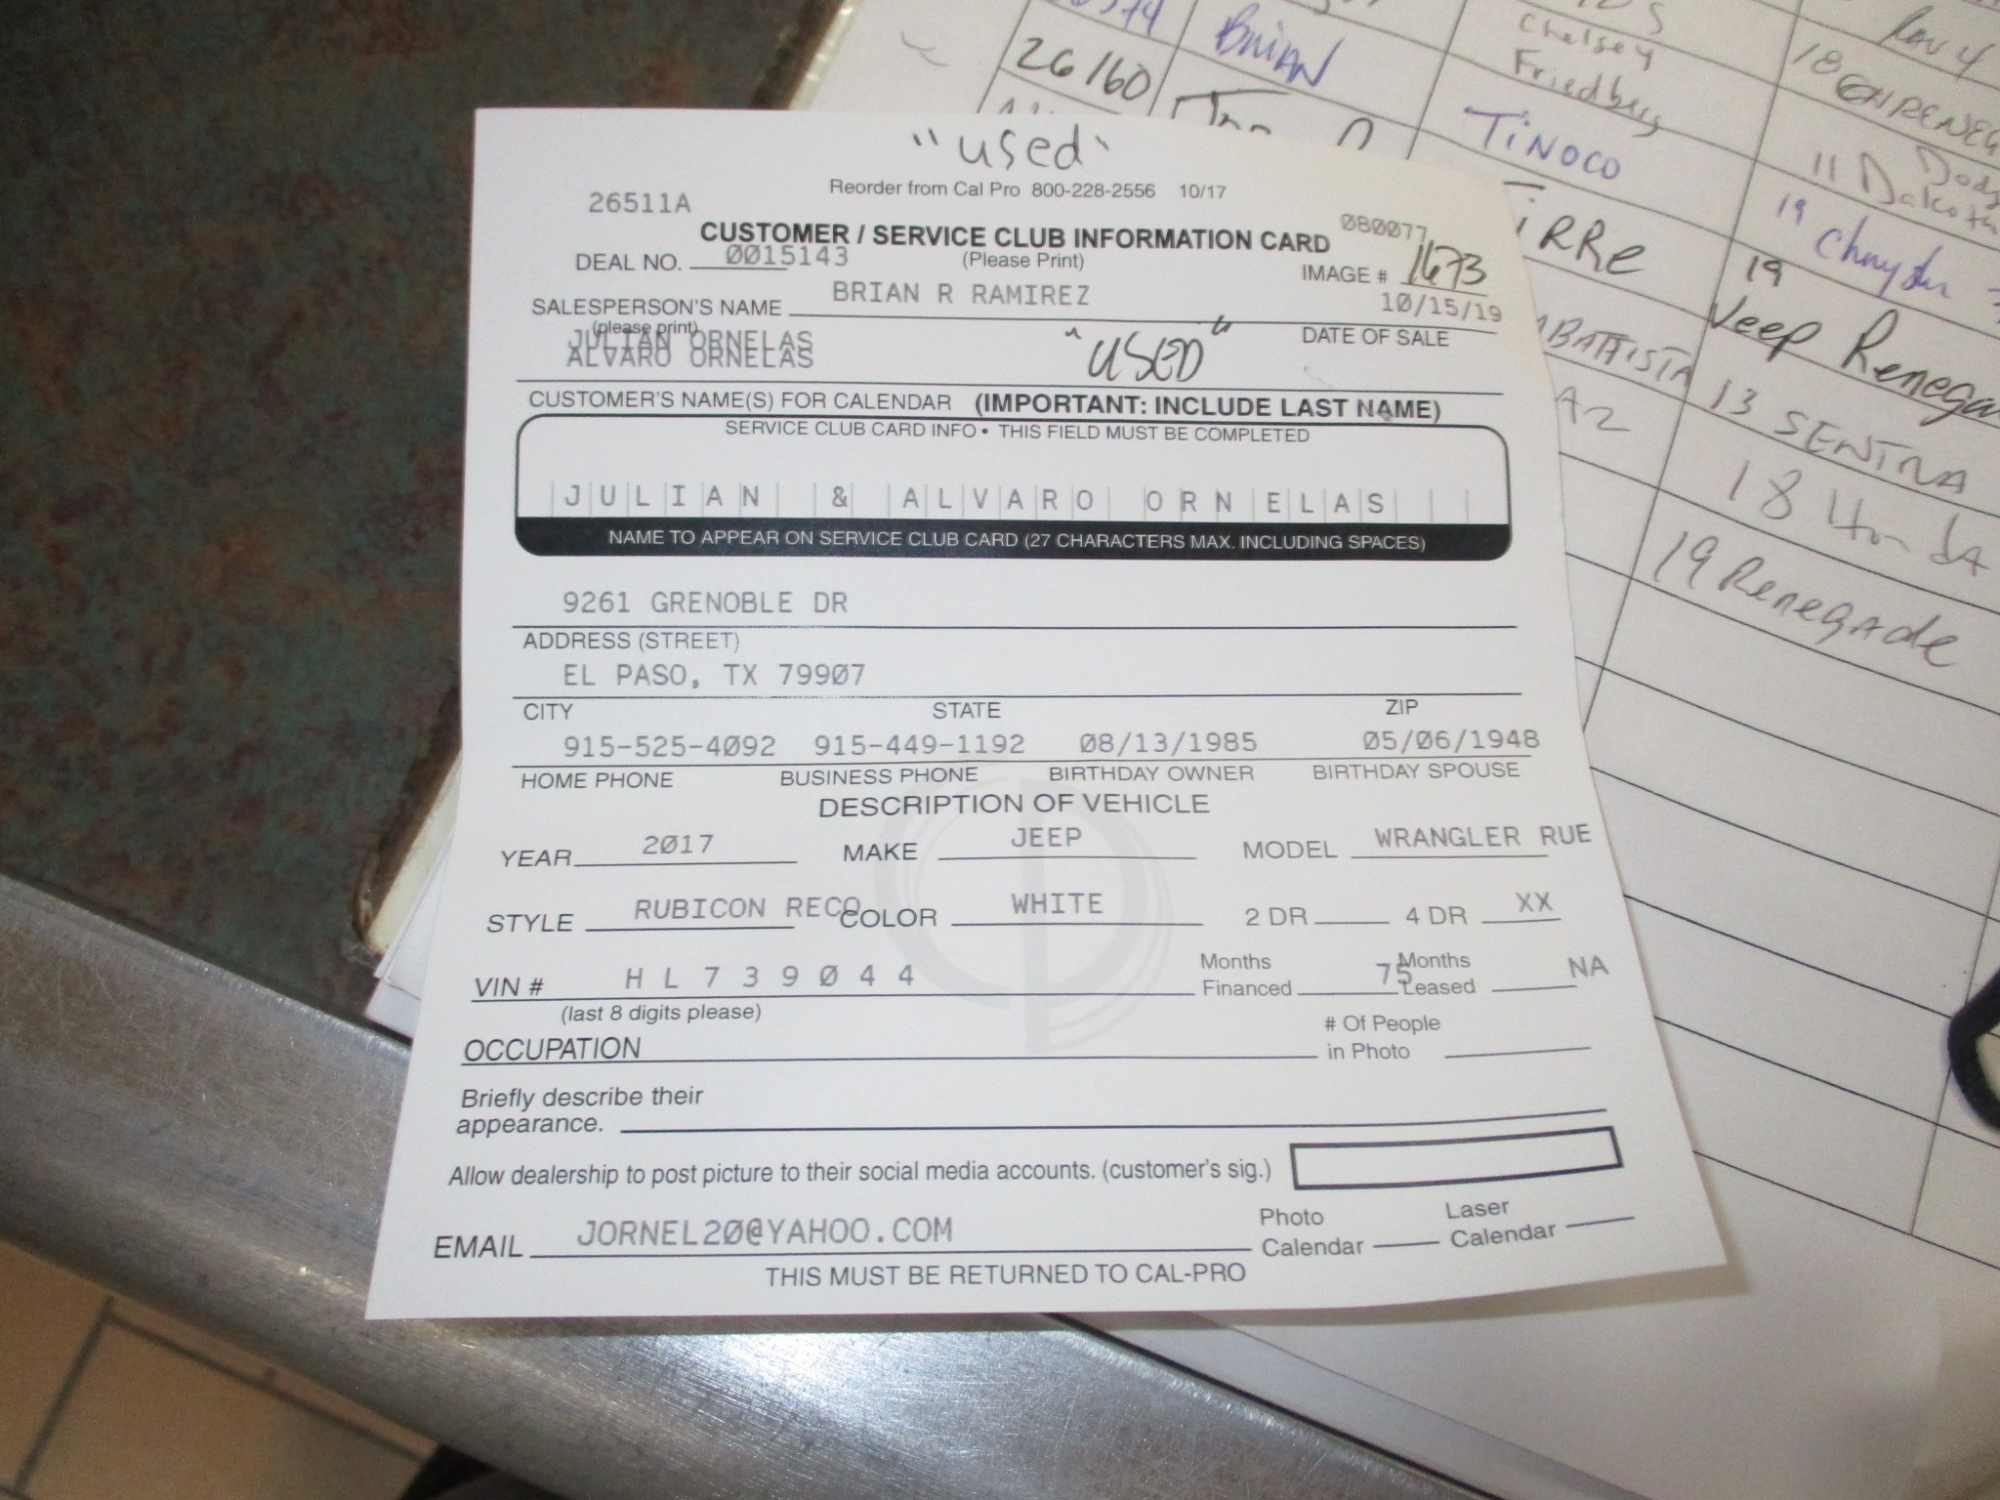 "used"
Reorder from Cal Pro 800-228-2556 10/17
26511A
080077
CUSTOMER / SERVICE CLUB INFORMATION CARD
DEAL NO. 0015143 (Please Print) IMAGE # 1673
SALESPERSON'S NAME BRIAN R RAMIREZ 10/15/19
(please print) DATE OF SALE
JULIAN ORNELAS
ALVARO ORNELAS "USED"
CUSTOMER'S NAME(S) FOR CALENDAR (IMPORTANT: INCLUDE LAST NAME)
SERVICE CLUB CARD INFO • THIS FIELD MUST BE COMPLETED
JULIAN & ALVARO ORNELAS
NAME TO APPEAR ON SERVICE CLUB CARD (27 CHARACTERS MAX. INCLUDING SPACES)
9261 GRENOBLE DR
ADDRESS (STREET)
EL PASO, TX 79907
CITY STATE ZIP
915-525-4092 915-449-1192 08/13/1985 05/06/1948
HOME PHONE BUSINESS PHONE BIRTHDAY OWNER BIRTHDAY SPOUSE
DESCRIPTION OF VEHICLE
YEAR 2017 MAKE JEEP MODEL WRANGLER RUE
STYLE RUBICON RECO COLOR WHITE 2 DR 4 DR XX
VIN # HL739044 Months Financed 75 Months Leased NA
(last 8 digits please)
OCCUPATION # Of People in Photo
Briefly describe their
appearance.
Allow dealership to post picture to their social media accounts. (customer's sig.)
EMAIL JORNEL20@YAHOO.COM Photo Calendar Laser Calendar
THIS MUST BE RETURNED TO CAL-PRO
BRIAN Chelsey Friedberg 18 RAV 4
26160 TINOCO 11 Dodge Dakota
19
19 Jeep Renega
BATTISTA 13 SENTRA
18 Honda
19 Renegade